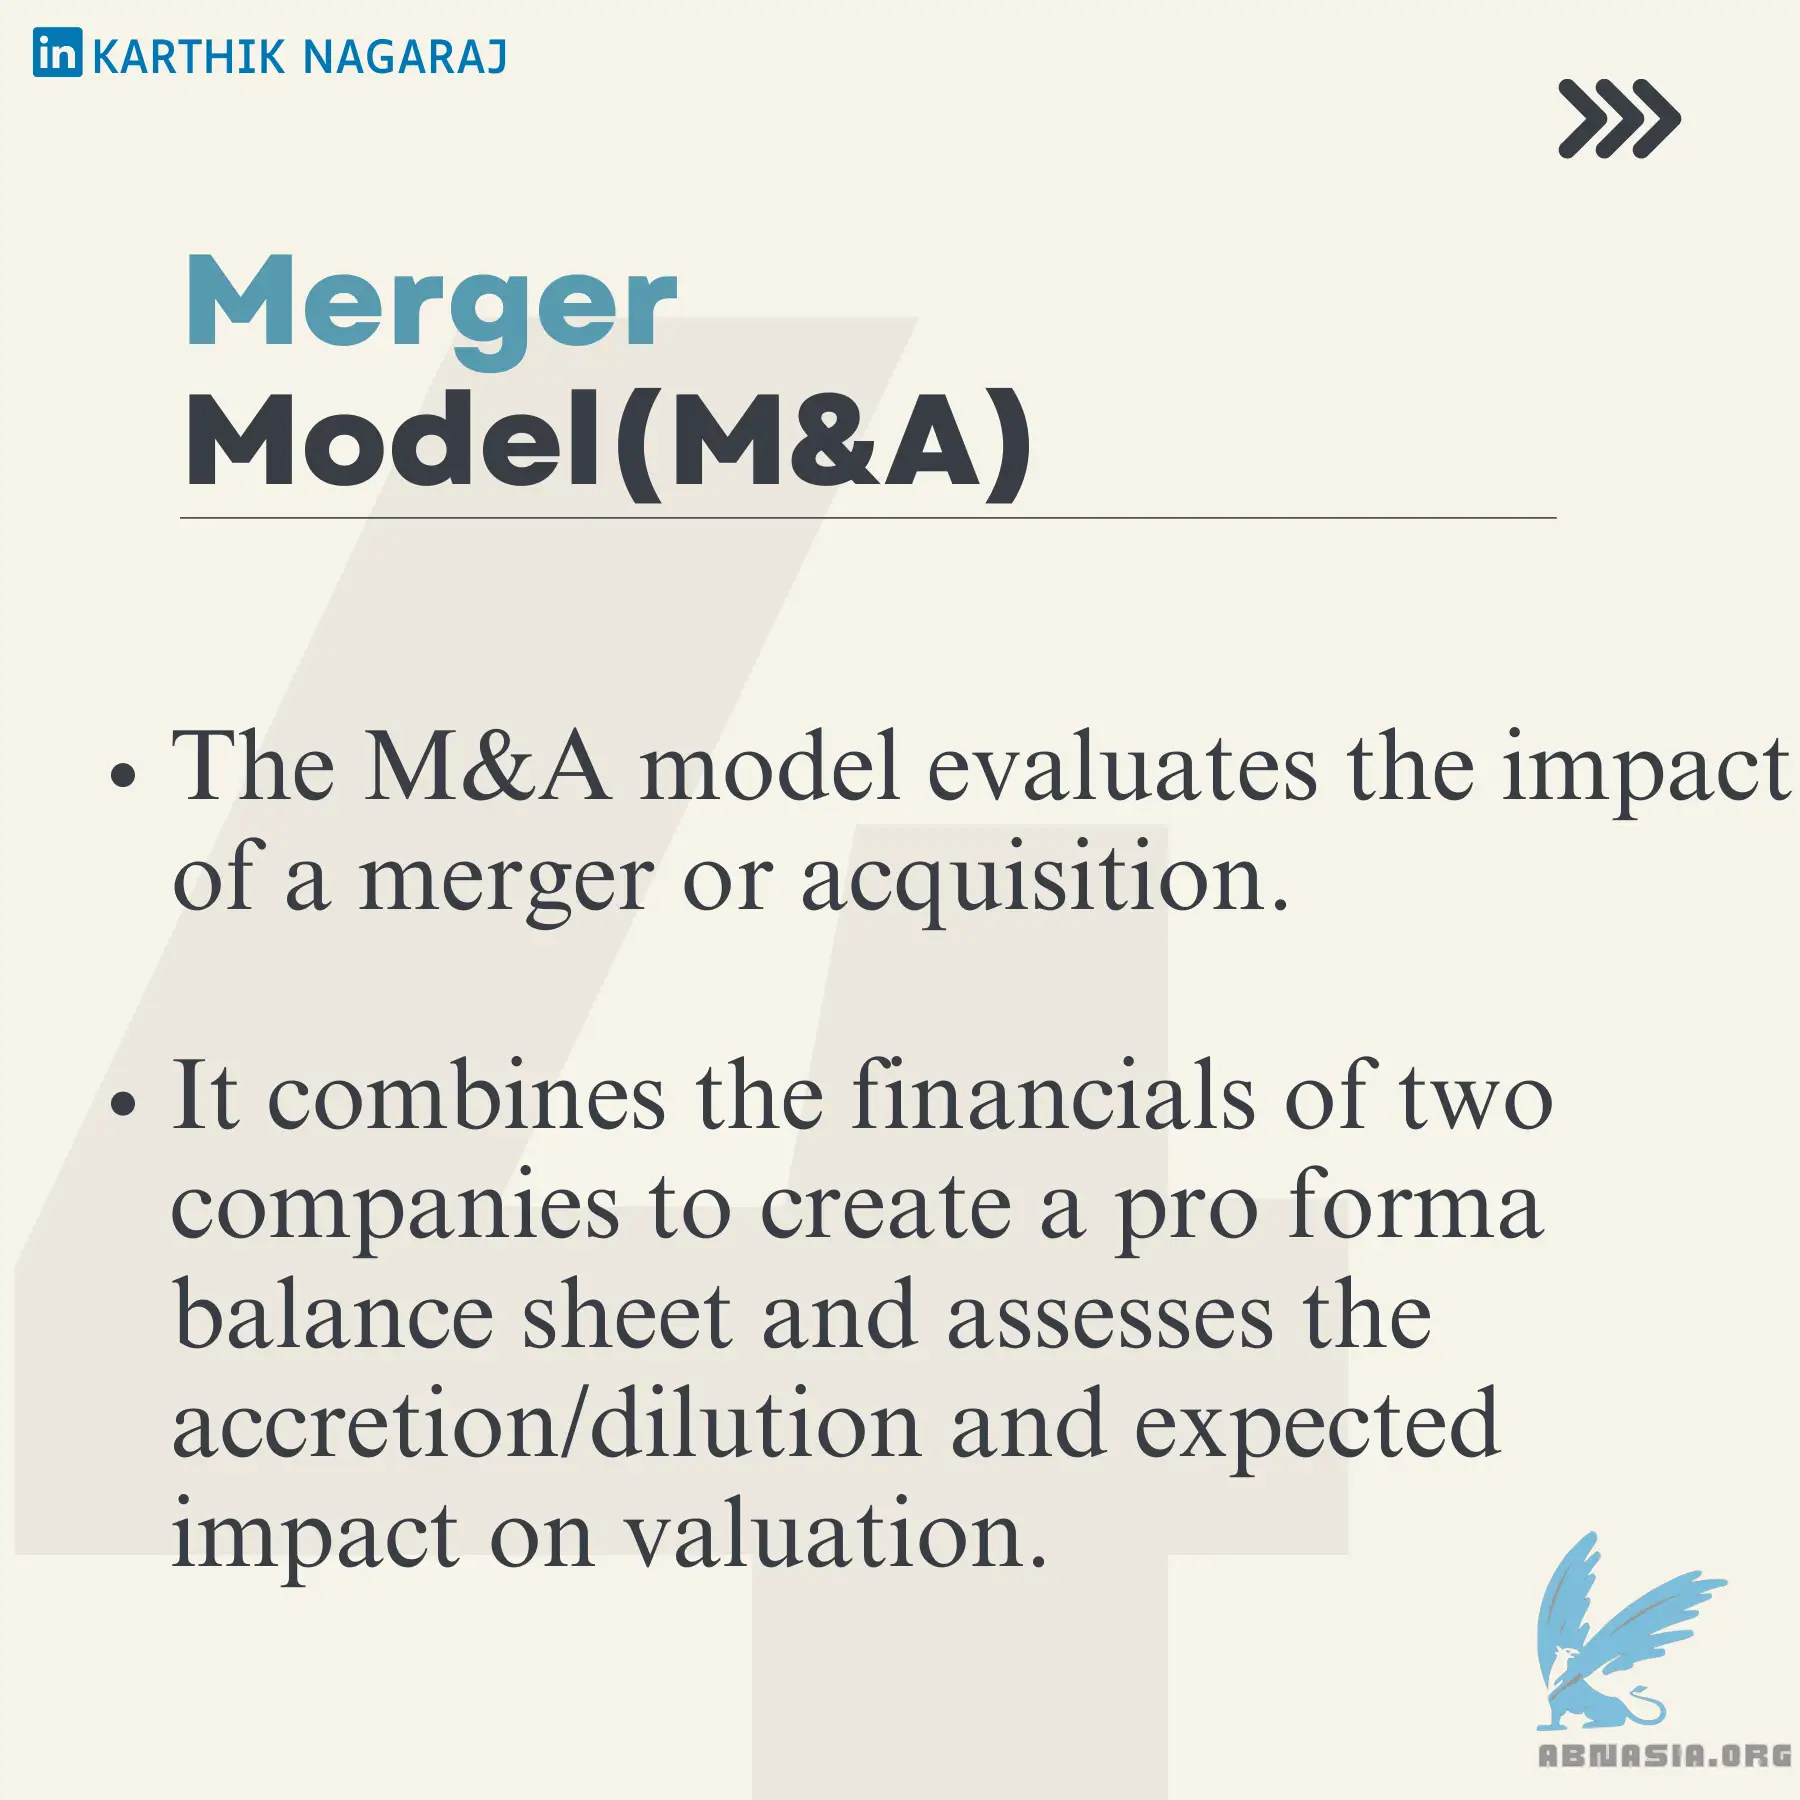 in KARTHIK NAGARAJ
Merger
Model(M&A)
4
• The M&A model evaluates the impact
of a merger or acquisition.
• It combines the financials of two
companies to create a pro forma
balance sheet and assesses the
accretion/dilution and expected
impact on valuation.
ABNASIA.ORG